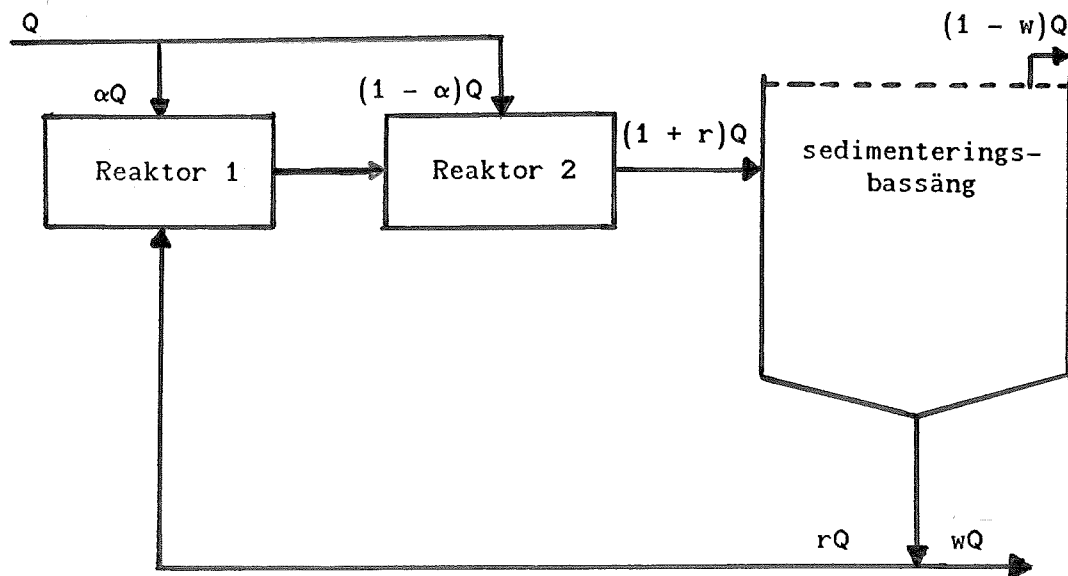 Q
(1 - w)Q
αQ
(1 - α)Q
(1 + r)Q
Reaktor 1
Reaktor 2
sedimenterings-
bassäng
rQ
wQ